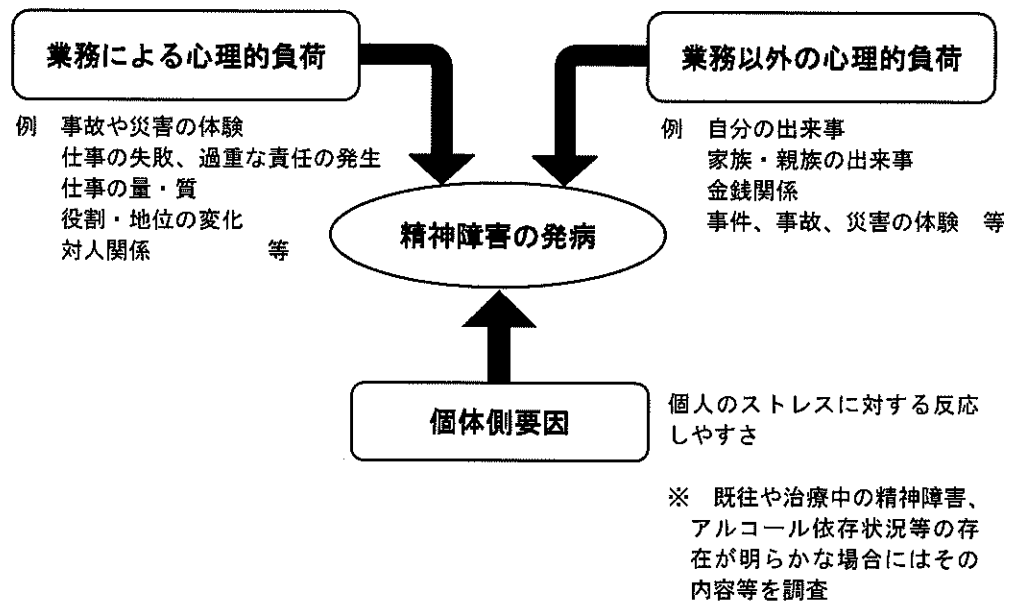 業務による心理的負荷
例　事故や災害の体験
仕事の失敗、過重な責任の発生
仕事の量・質
役割・地位の変化
対人関係　　　　等
業務以外の心理的負荷
例　自分の出来事
家族・親族の出来事
金銭関係
事件、事故、災害の体験　等
精神障害の発病
個体側要因
個人のストレスに対する反応
しやすさ
※　既往や治療中の精神障害、
アルコール依存状況等の存
在が明らかな場合にはその
内容等を調査